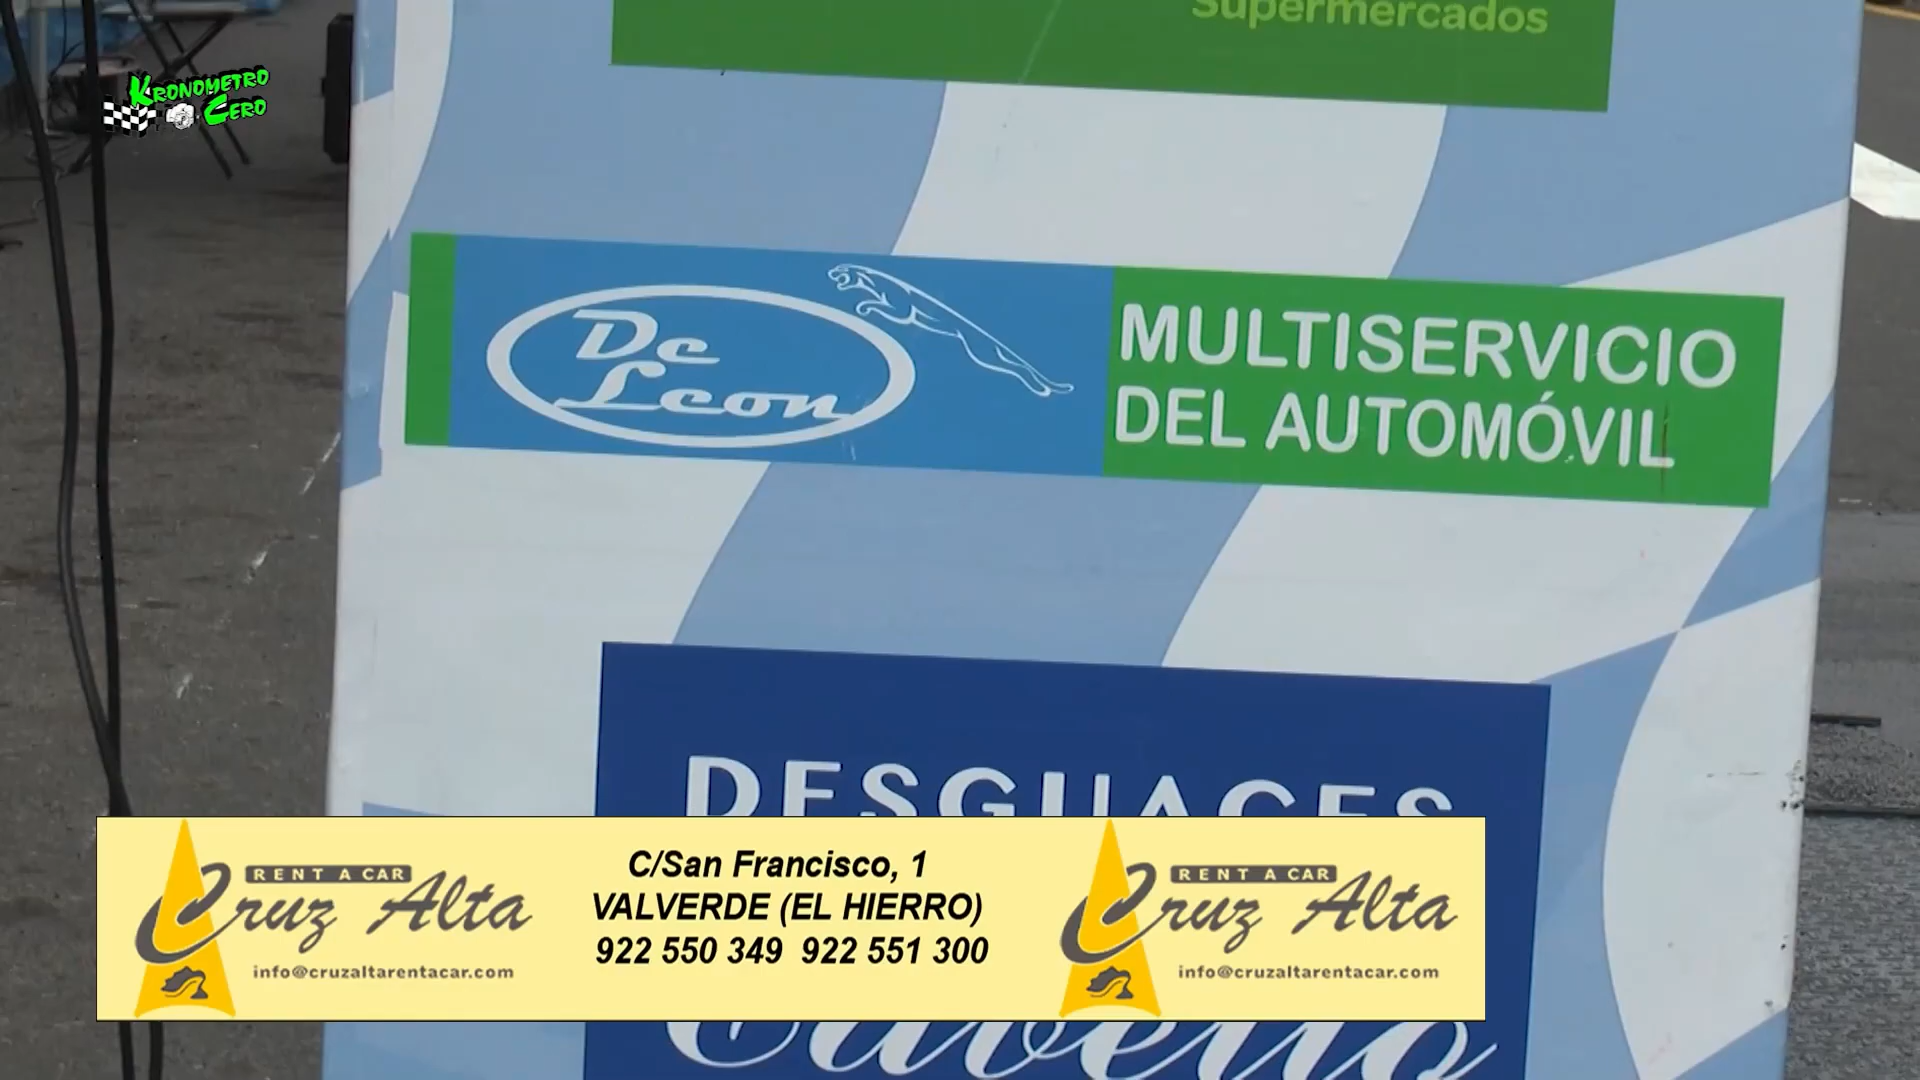 Supermercados
KRONOMETRO
CERO
De
Leon
MULTISERVICIO
DEL AUTOMÓVIL
DESGUACES
RENT A CAR
Cruz Alta
info@cruzaltarentacar.com
C/San Francisco, 1
VALVERDE (EL HIERRO)
922 550 349 922 551 300
RENT A CAR
Cruz Alta
info@cruzaltarentacar.com